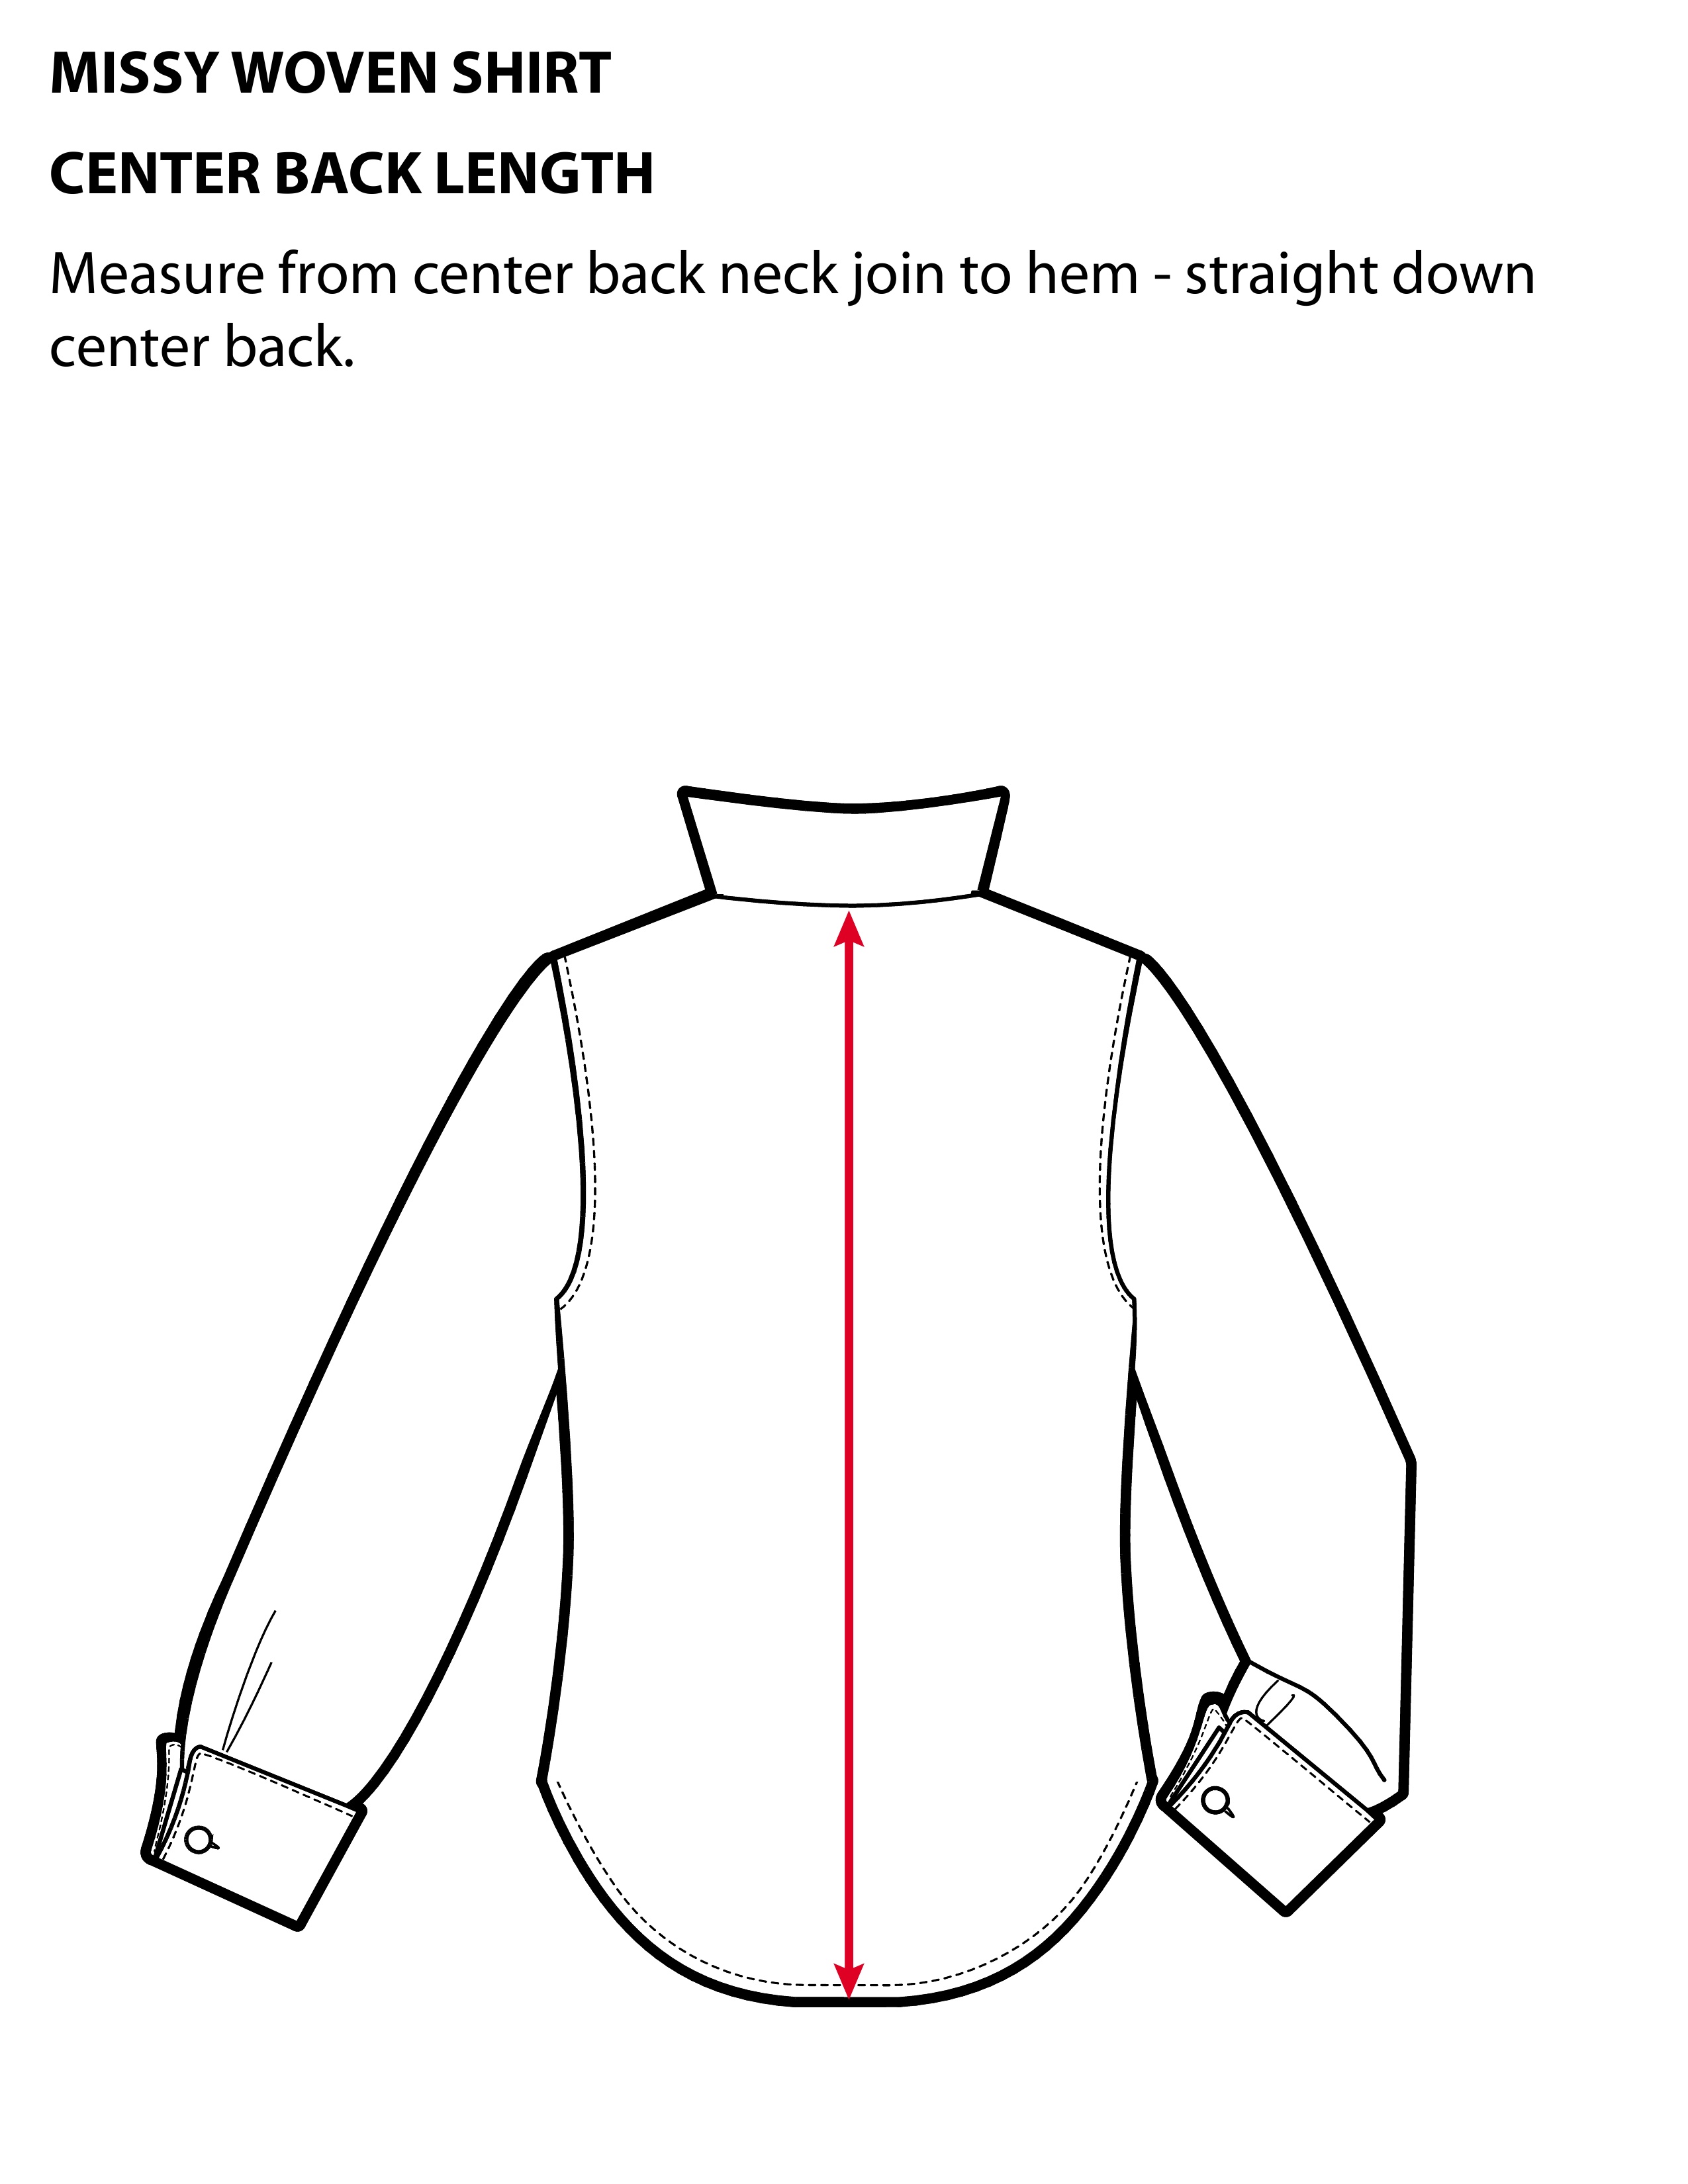 MISSY WOVEN SHIRT
CENTER BACK LENGTH
Measure from center back neck join to hem - straight down
center back.